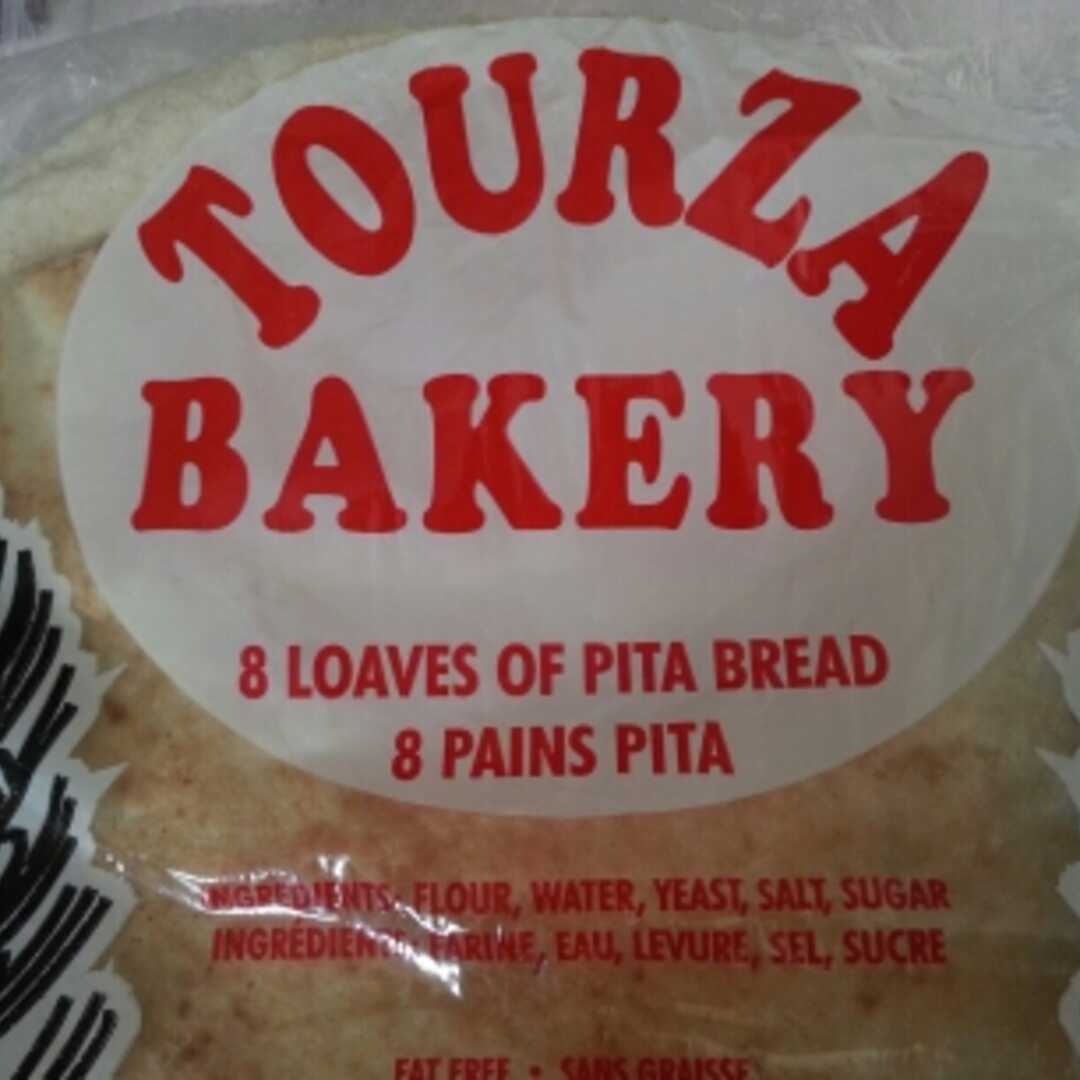 TOURZA
BAKERY
8 LOAVES OF PITA BREAD
8 PAINS PITA
INGREDIENTS: FLOUR, WATER, YEAST, SALT, SUGAR
INGRÉDIENTS: FARINE, EAU, LEVURE, SEL, SUCRE
FAT FREE • SANS GRAISSE